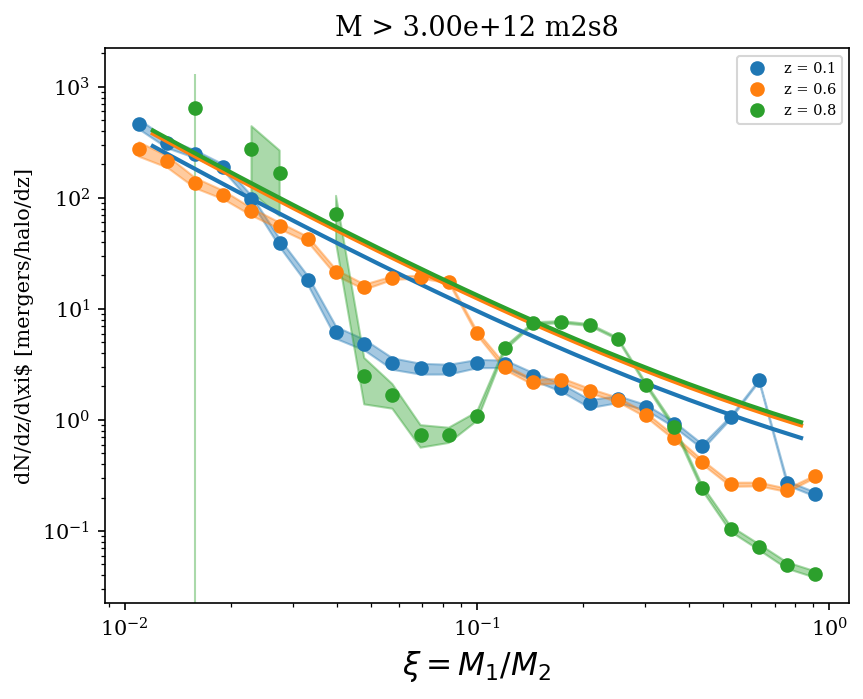 M > 3.00e+12 m2s8
z = 0.1
z = 0.6
z = 0.8
dN/dz/d\xi$ [mergers/halo/dz]
10³
10²
10¹
10⁰
10⁻¹
10⁻² 10⁻¹ 10⁰
ξ = M₁/M₂